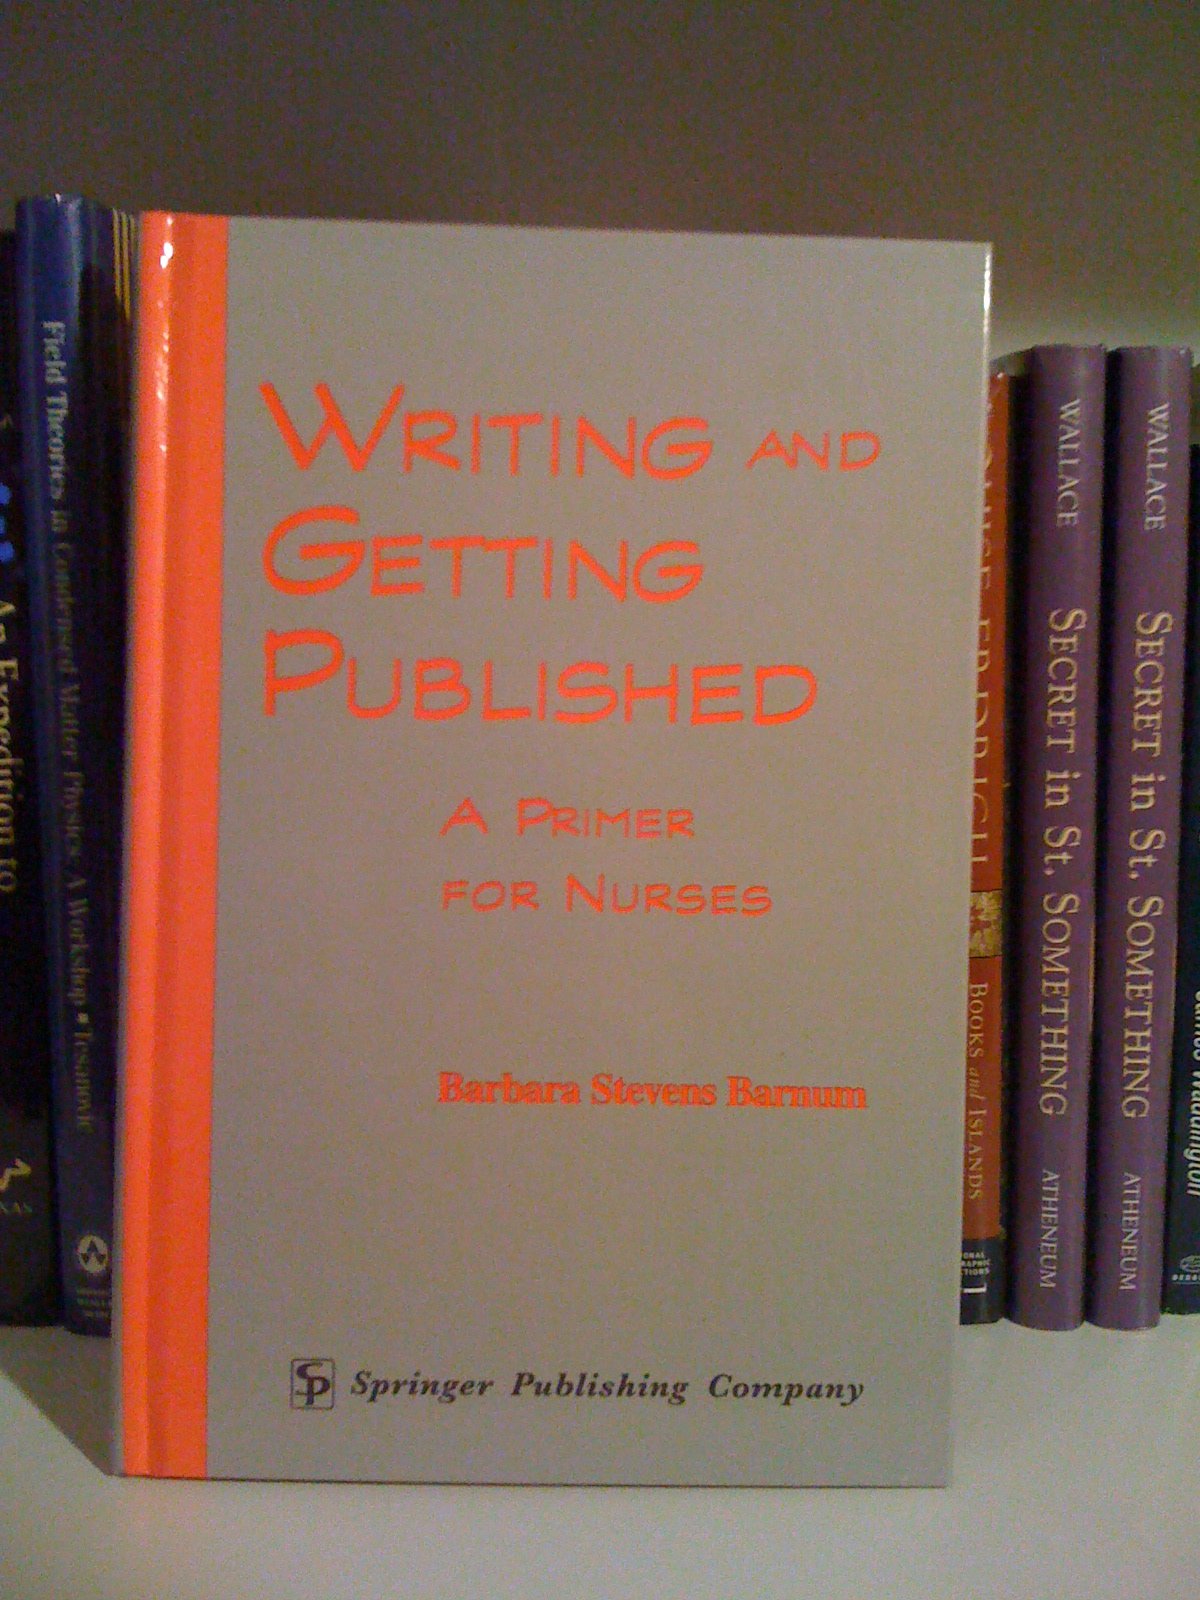 An Expedition to
Field Theories in Condensed Matter Physics: A Workshop ▪ Tesanovic
WRITING AND
GETTING
PUBLISHED
A PRIMER
FOR NURSES
Barbara Stevens Barnum
SP Springer Publishing Company
BOOKS and ISLANDS
WALLACE SECRET in St. SOMETHING ATHENEUM
WALLACE SECRET in St. SOMETHING ATHENEUM